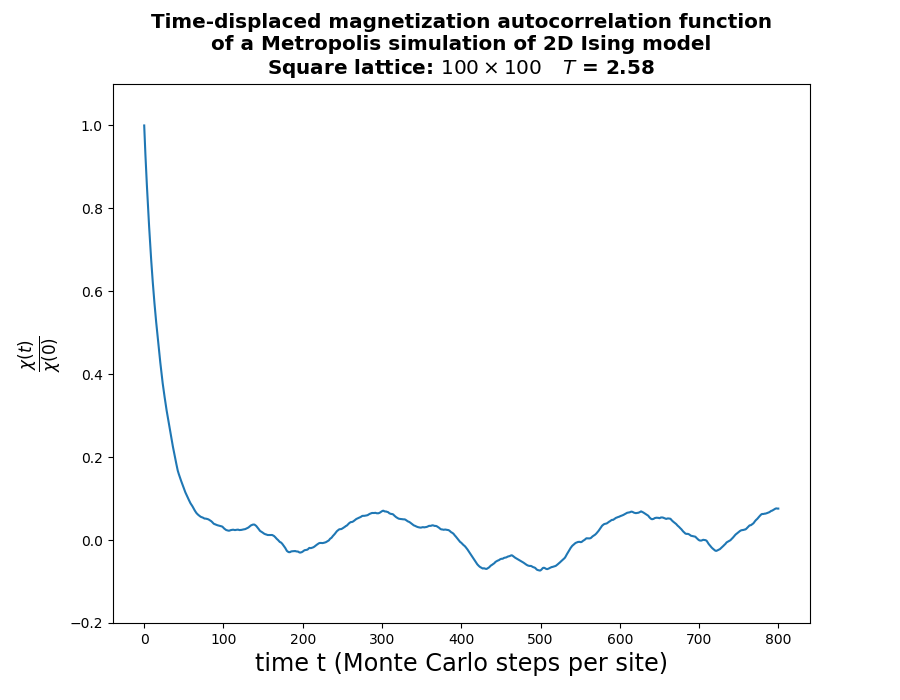 Time-displaced magnetization autocorrelation function
of a Metropolis simulation of 2D Ising model
Square lattice: 100 × 100 T = 2.58
χ(t)
χ(0)
1.0
0.8
0.6
0.4
0.2
0.0
−0.2
0 100 200 300 400 500 600 700 800
time t (Monte Carlo steps per site)